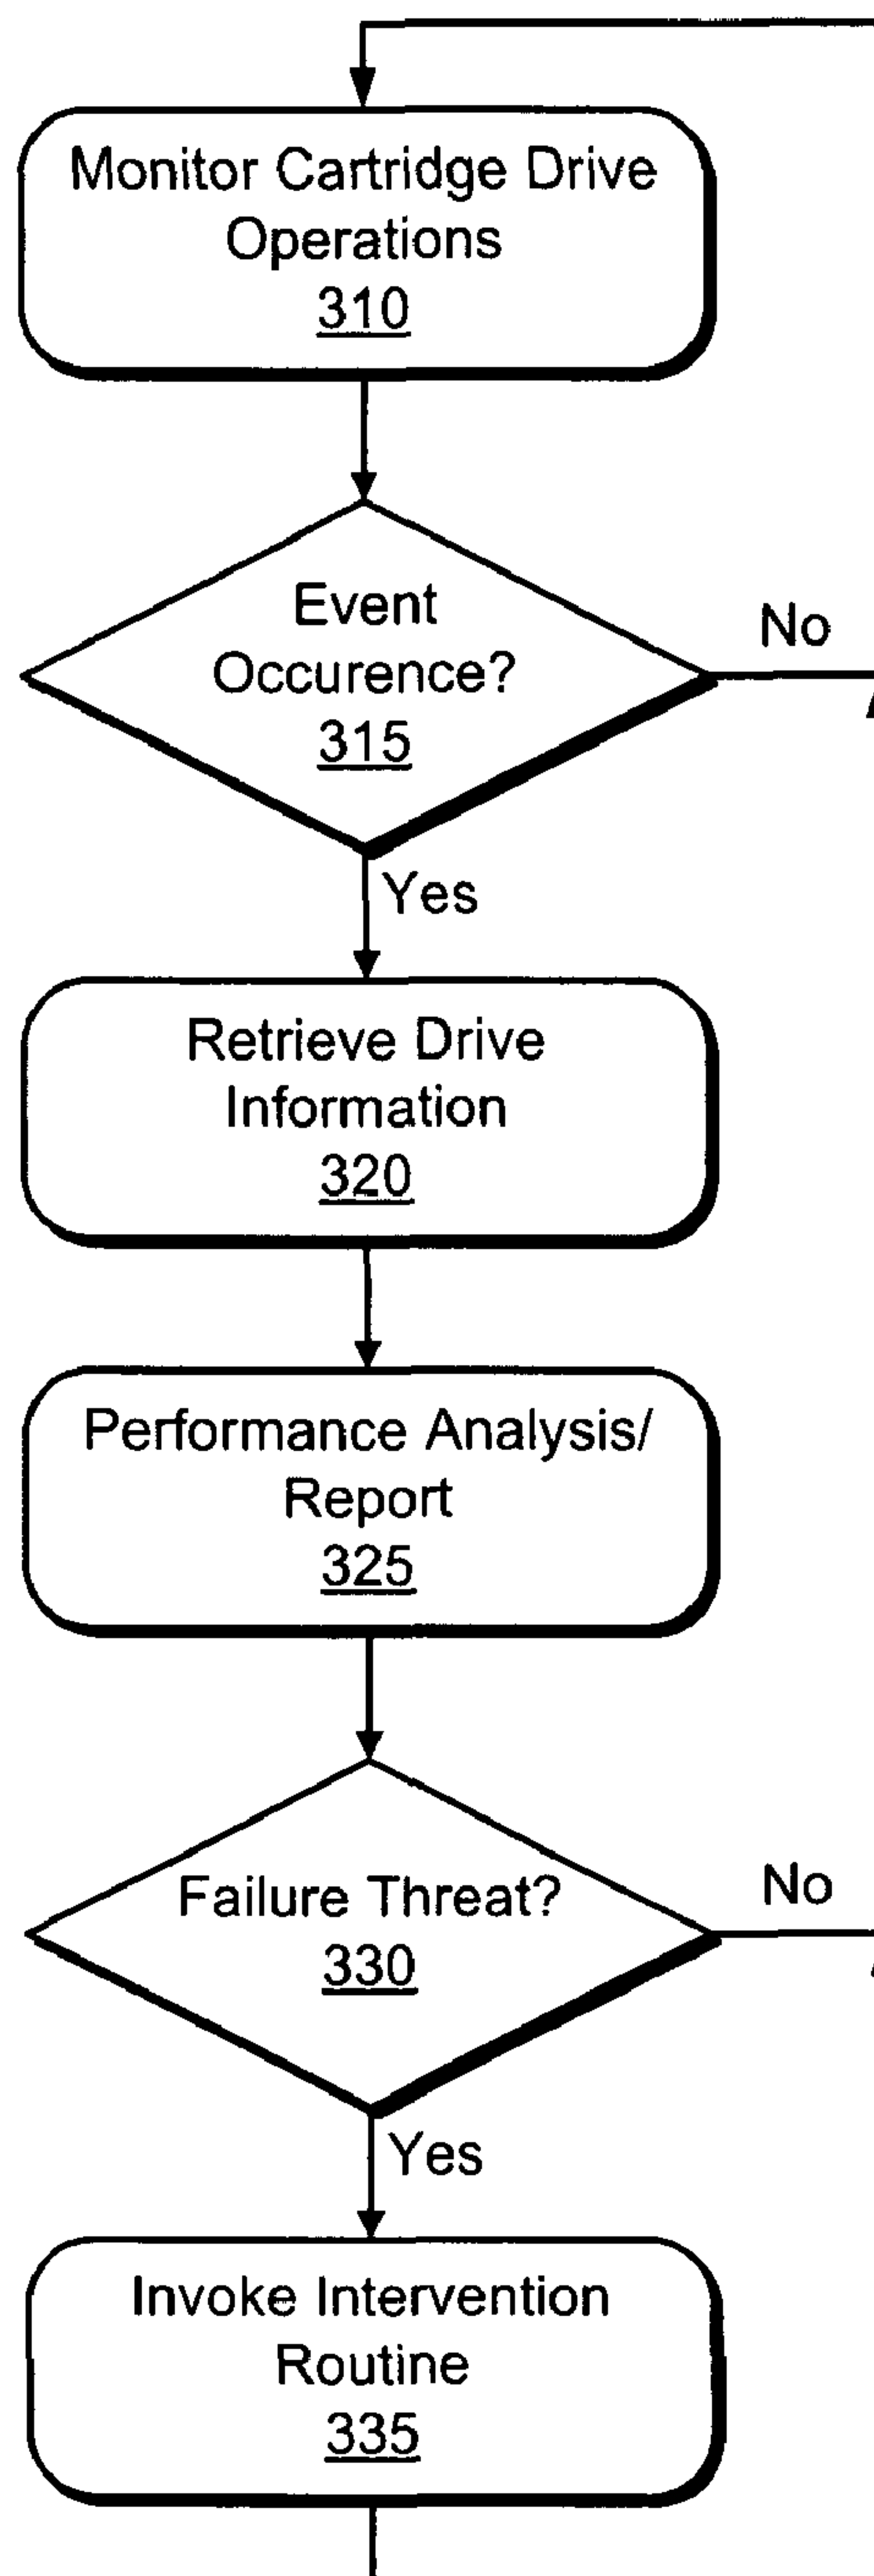 Monitor Cartridge Drive
Operations
310
Event
Occurence?
315
No
Yes
Retrieve Drive
Information
320
Performance Analysis/
Report
325
Failure Threat?
330
No
Yes
Invoke Intervention
Routine
335